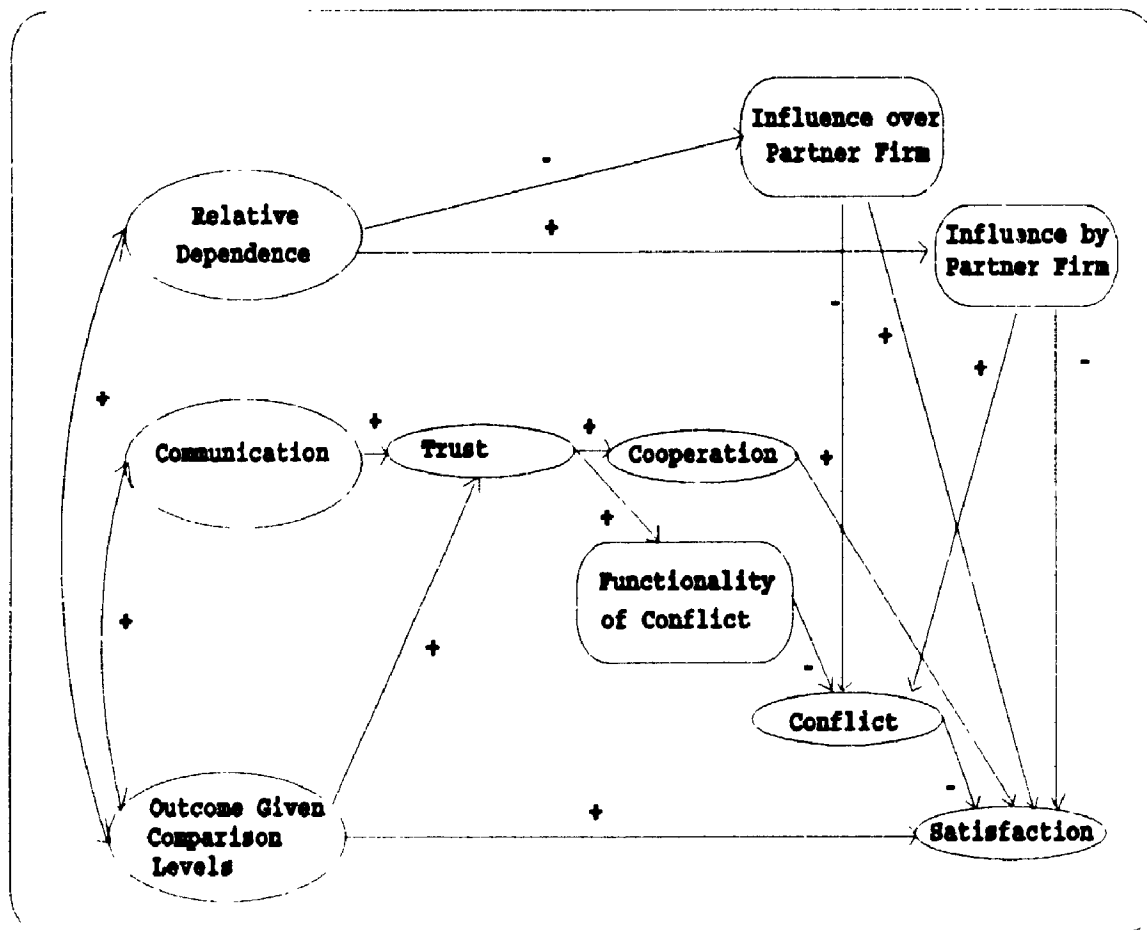 Influence over
Partner Firm
-
Relative
Dependence
+
Influence by
Partner Firm
-
+
+
-
+
+
+
Communication
Trust
Cooperation
+
+
+
Functionality
of Conflict
+
-
Conflict
-
Outcome Given
Comparison
Levels
+
Satisfaction